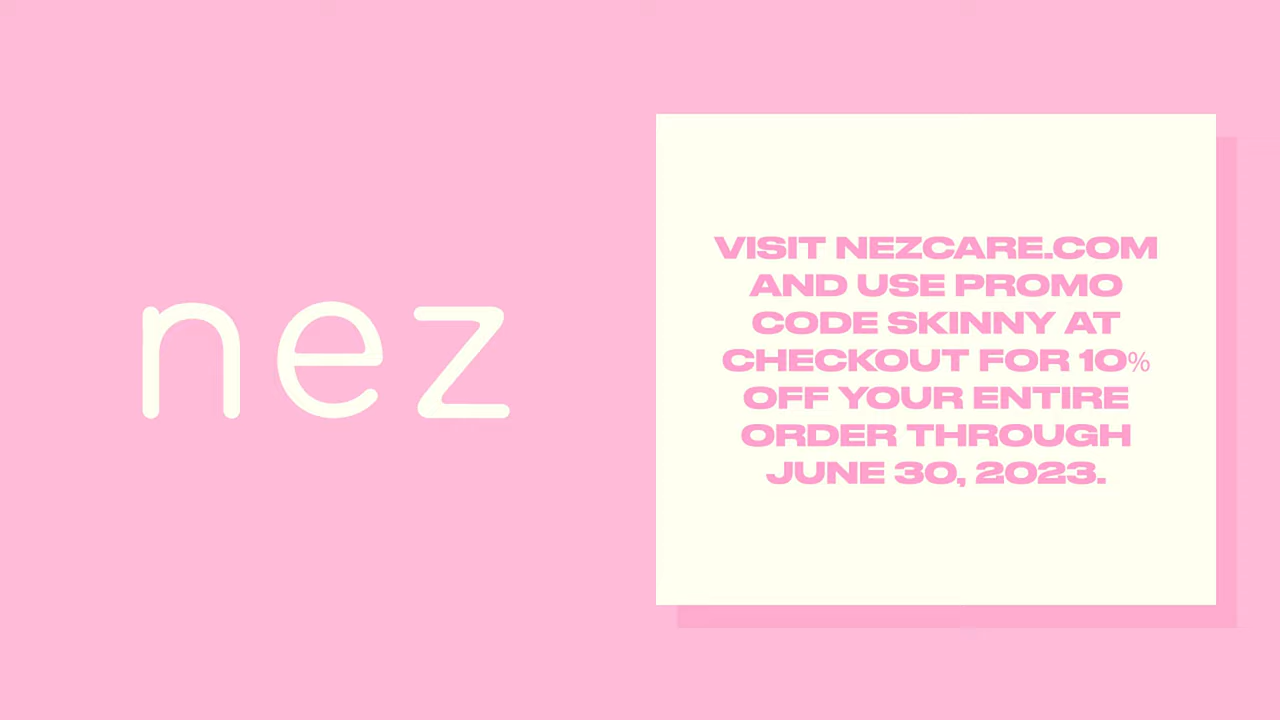 nez
VISIT NEZCARE.COM
AND USE PROMO
CODE SKINNY AT
CHECKOUT FOR 10%
OFF YOUR ENTIRE
ORDER THROUGH
JUNE 30, 2023.